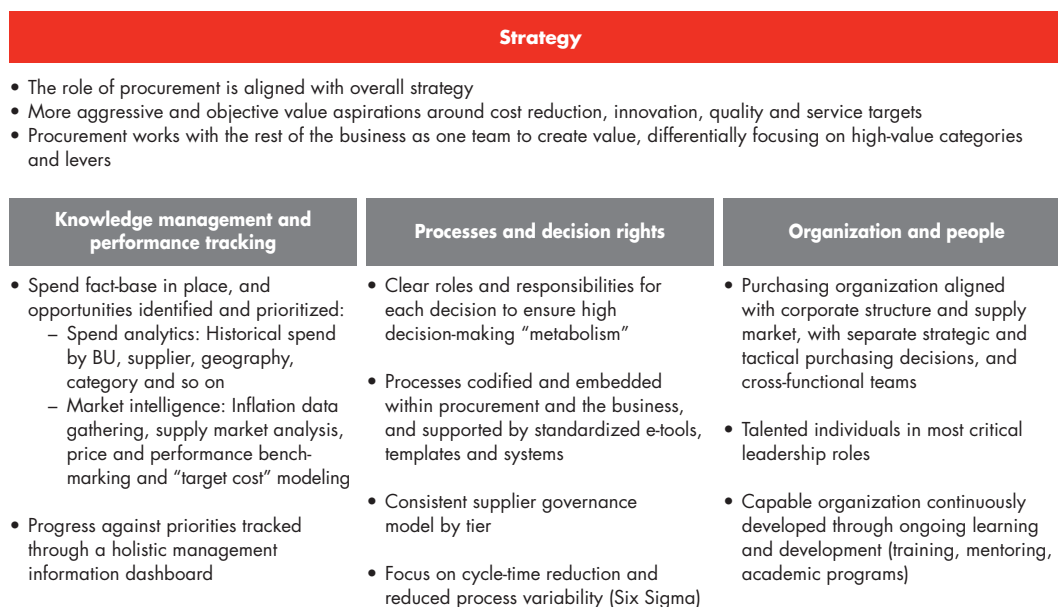 Strategy
• The role of procurement is aligned with overall strategy
• More aggressive and objective value aspirations around cost reduction, innovation, quality and service targets
• Procurement works with the rest of the business as one team to create value, differentially focusing on high-value categories
and levers
Knowledge management and
performance tracking
• Spend fact-base in place, and
opportunities identified and prioritized:
– Spend analytics: Historical spend
by BU, supplier, geography,
category and so on
– Market intelligence: Inflation data
gathering, supply market analysis,
price and performance bench-
marking and “target cost” modeling
• Progress against priorities tracked
through a holistic management
information dashboard
Processes and decision rights
• Clear roles and responsibilities for
each decision to ensure high
decision-making “metabolism”
• Processes codified and embedded
within procurement and the business,
and supported by standardized e-tools,
templates and systems
• Consistent supplier governance
model by tier
• Focus on cycle-time reduction and
reduced process variability (Six Sigma)
Organization and people
• Purchasing organization aligned
with corporate structure and supply
market, with separate strategic and
tactical purchasing decisions, and
cross-functional teams
• Talented individuals in most critical
leadership roles
• Capable organization continuously
developed through ongoing learning
and development (training, mentoring,
academic programs)